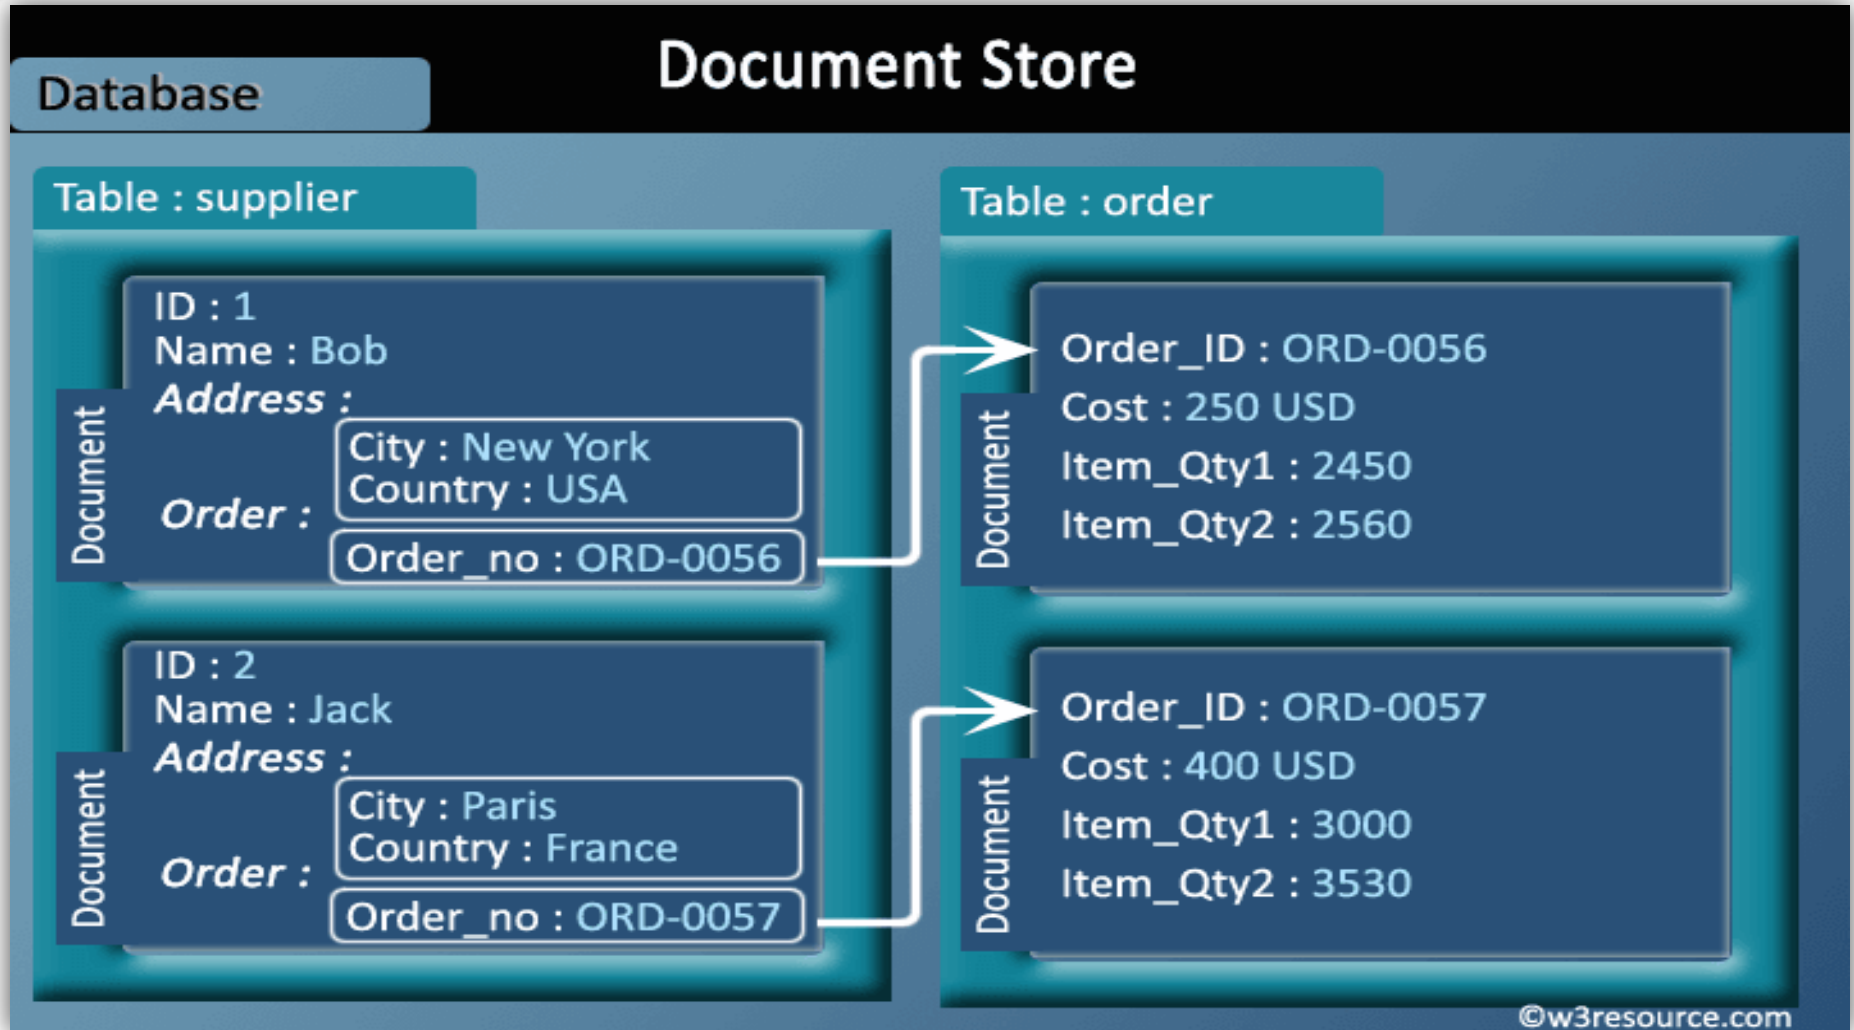 Document Store
Database
Table : supplier
Document
ID : 1
Name : Bob
Address :
City : New York
Country : USA
Order :
Order_no : ORD-0056
Document
ID : 2
Name : Jack
Address :
City : Paris
Country : France
Order :
Order_no : ORD-0057
Table : order
Document
Order_ID : ORD-0056
Cost : 250 USD
Item_Qty1 : 2450
Item_Qty2 : 2560
Document
Order_ID : ORD-0057
Cost : 400 USD
Item_Qty1 : 3000
Item_Qty2 : 3530
©w3resource.com